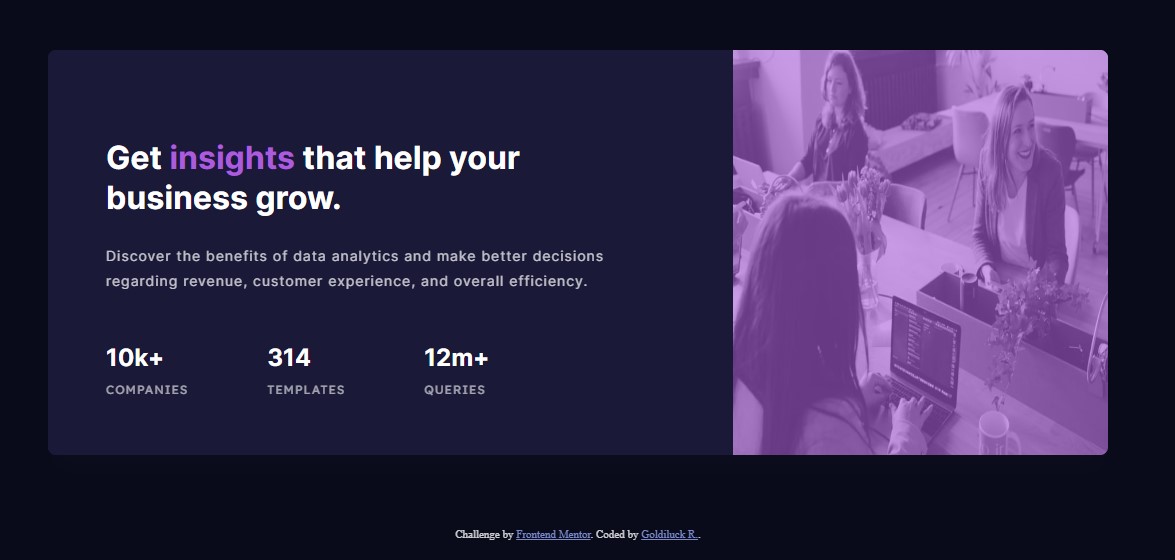 Get insights that help your
business grow.
Discover the benefits of data analytics and make better decisions
regarding revenue, customer experience, and overall efficiency.
10k+ 314 12m+
COMPANIES TEMPLATES QUERIES
Challenge by Frontend Mentor. Coded by Goldiluck R..